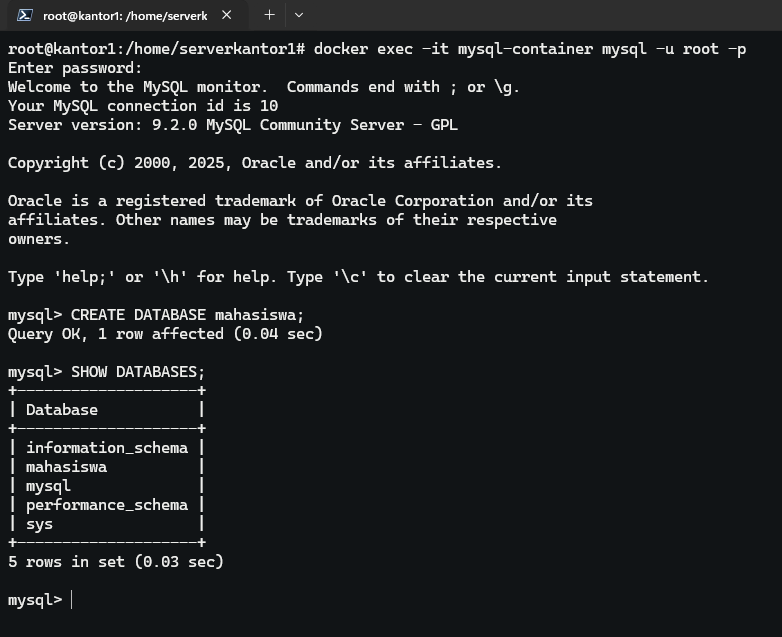 root@kantor1: /home/serverk
root@kantor1:/home/serverkantor1# docker exec -it mysql-container mysql -u root -p
Enter password:
Welcome to the MySQL monitor.  Commands end with ; or \g.
Your MySQL connection id is 10
Server version: 9.2.0 MySQL Community Server - GPL
Copyright (c) 2000, 2025, Oracle and/or its affiliates.
Oracle is a registered trademark of Oracle Corporation and/or its
affiliates. Other names may be trademarks of their respective
owners.
Type 'help;' or '\h' for help. Type '\c' to clear the current input statement.
mysql> CREATE DATABASE mahasiswa;
Query OK, 1 row affected (0.04 sec)
mysql> SHOW DATABASES;
+--------------------+
| Database           |
+--------------------+
| information_schema |
| mahasiswa          |
| mysql              |
| performance_schema |
| sys                |
+--------------------+
5 rows in set (0.03 sec)
mysql>